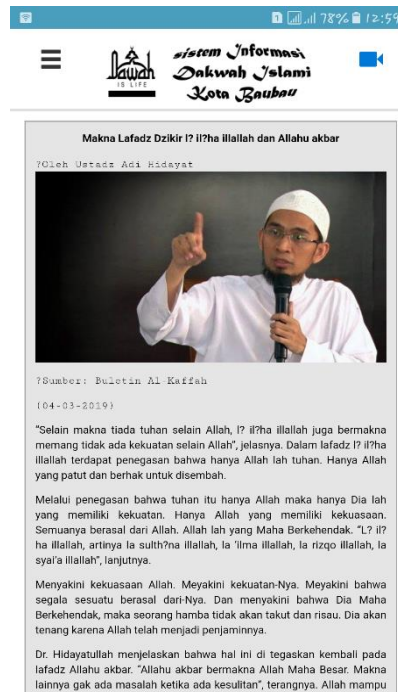 78% 12:59
Da'wah
IS LIFE
sistem Informasi
Dakwah Islami
Kota Baubau
Makna Lafadz Dzikir l? il?ha illallah dan Allahu akbar
?Oleh Ustadz Adi Hidayat
?Sumber: Buletin Al-Kaffah
(04-03-2019)
"Selain makna tiada tuhan selain Allah, l? il?ha illallah juga bermakna
memang tidak ada kekuatan selain Allah", jelasnya. Dalam lafadz l? il?ha
illallah terdapat penegasan bahwa hanya Allah lah tuhan. Hanya Allah
yang patut dan berhak untuk disembah.
Melalui penegasan bahwa tuhan itu hanya Allah maka hanya Dia lah
yang memiliki kekuatan. Hanya Allah yang memiliki kekuasaan.
Semuanya berasal dari Allah. Allah lah yang Maha Berkehendak. "L? il?
ha illallah, artinya la sulth?na illallah, la 'ilma illallah, la rizqo illallah, la
syai'a illallah", lanjutnya.
Menyakini kekuasaan Allah. Meyakini kekuatan-Nya. Meyakini bahwa
segala sesuatu berasal dari-Nya. Dan menyakini bahwa Dia Maha
Berkehendak, maka seorang hamba tidak akan takut dan risau. Dia akan
tenang karena Allah telah menjadi penjaminnya.
Dr. Hidayatullah menjelaskan bahwa hal ini di tegaskan kembali pada
lafadz Allahu akbar. "Allahu akbar bermakna Allah Maha Besar. Makna
lainnya gak ada masalah ketika ada kesulitan", terangnya. Allah mampu